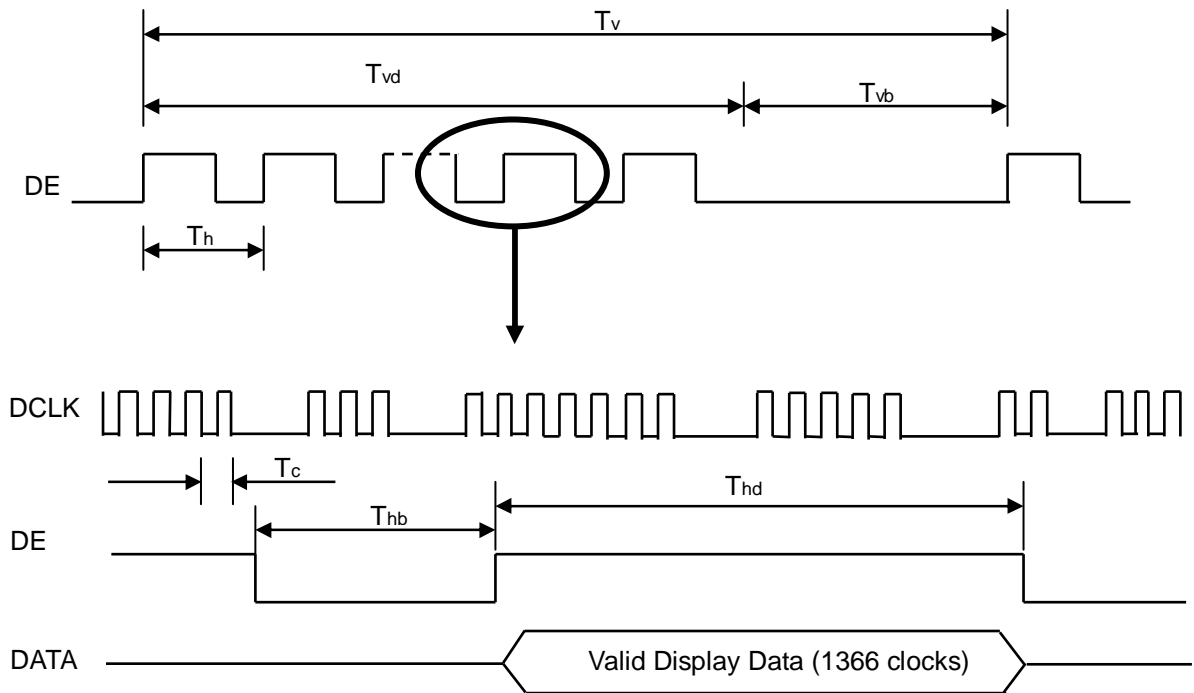 Tv
Tvd
Tvb
DE
Th
DCLK
Tc
Thd
Thb
DE
DATA
Valid Display Data (1366 clocks)